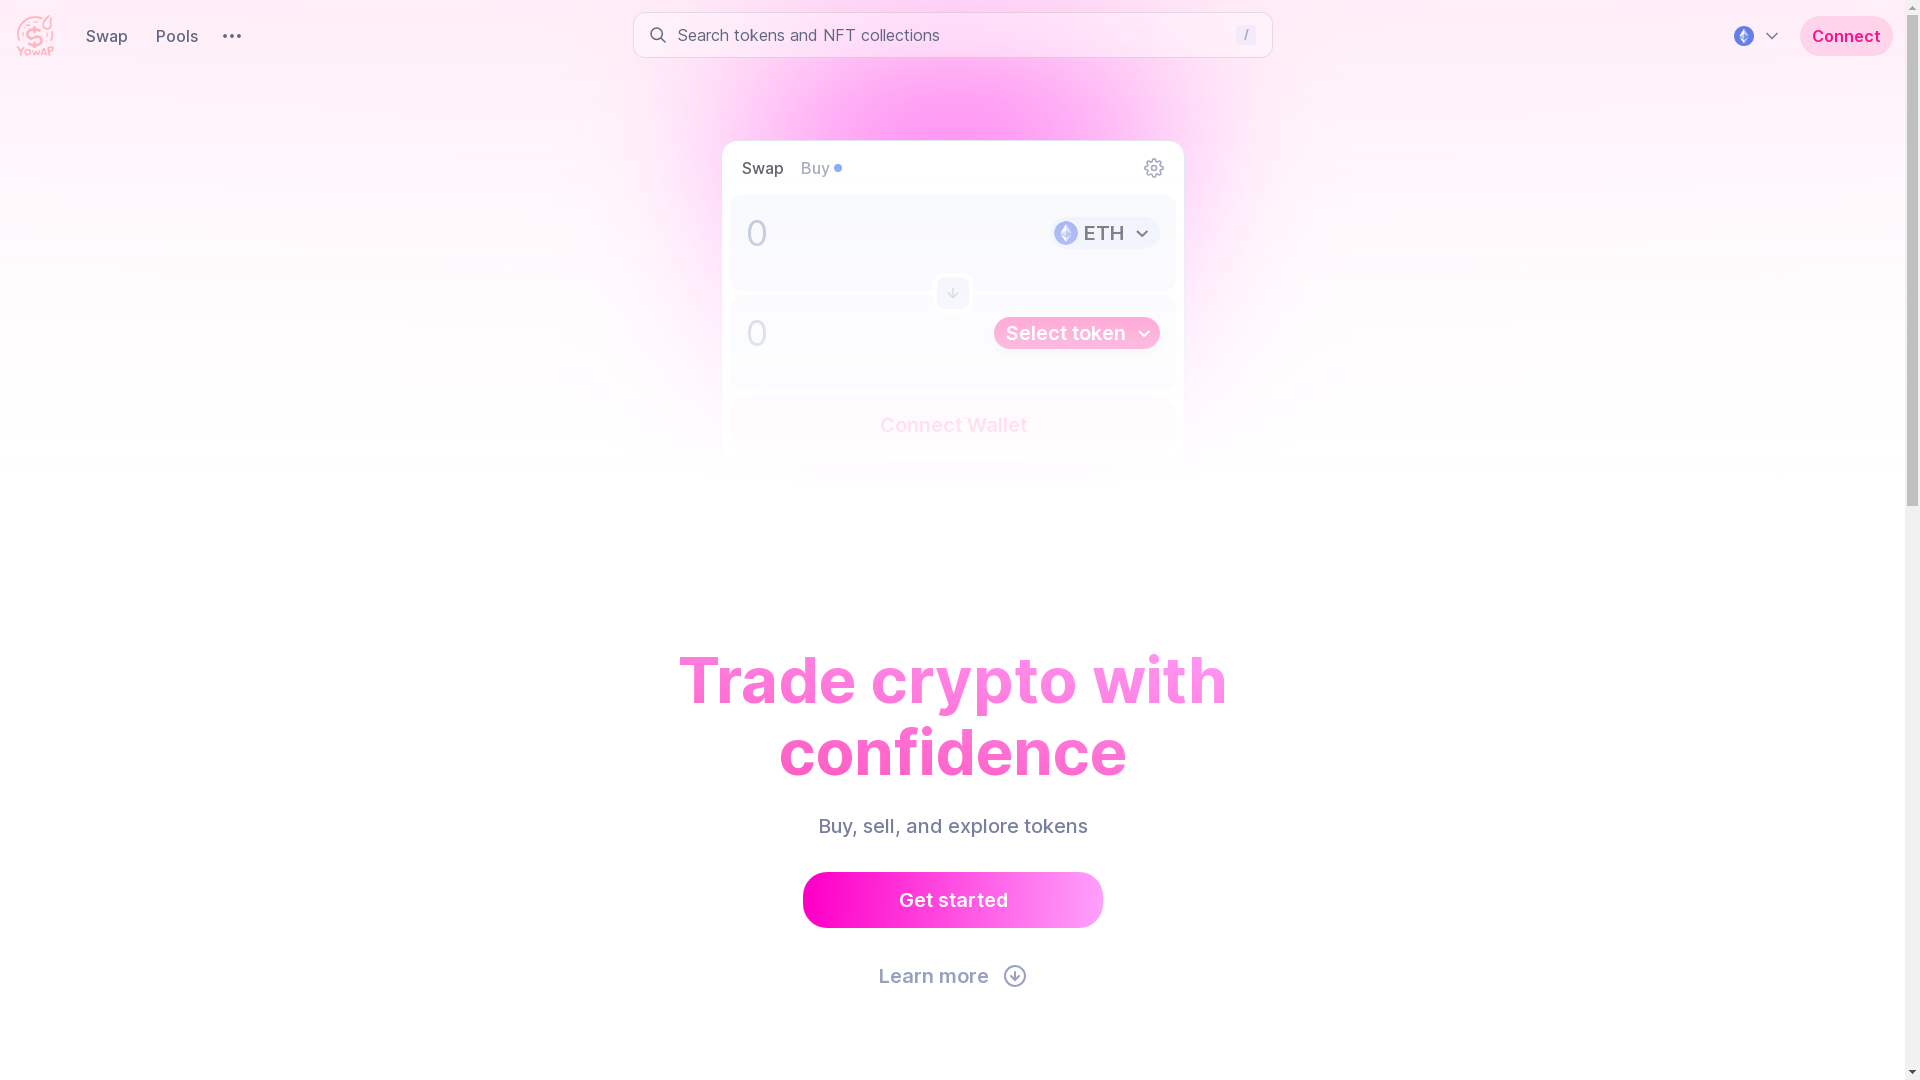 YOWAP
Swap
Pools
Search tokens and NFT collections
/
Connect
Swap
Buy
0
ETH
0
Select token
Connect Wallet
Trade crypto with
confidence
Buy, sell, and explore tokens
Get started
Learn more